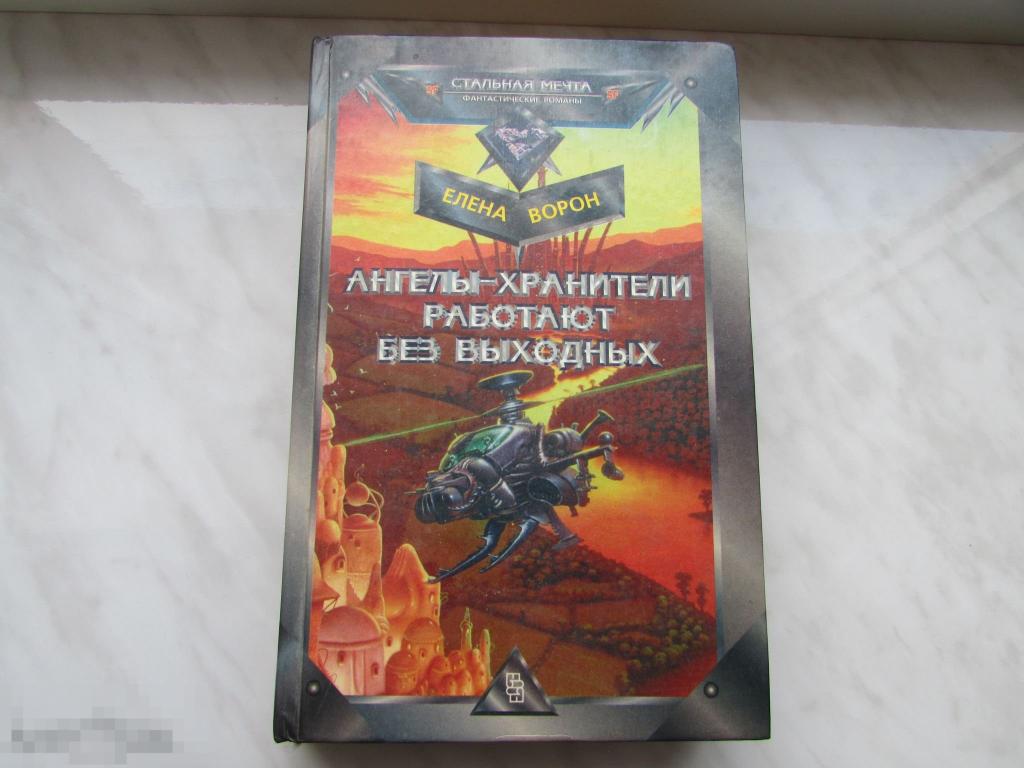 СТАЛЬНАЯ МЕЧТА
ФАНТАСТИЧЕСКИЕ РОМАНЫ
ЕЛЕНА ВОРОН
АНГЕЛЫ-ХРАНИТЕЛИ
РАБОТАЮТ
БЕЗ ВЫХОДНЫХ